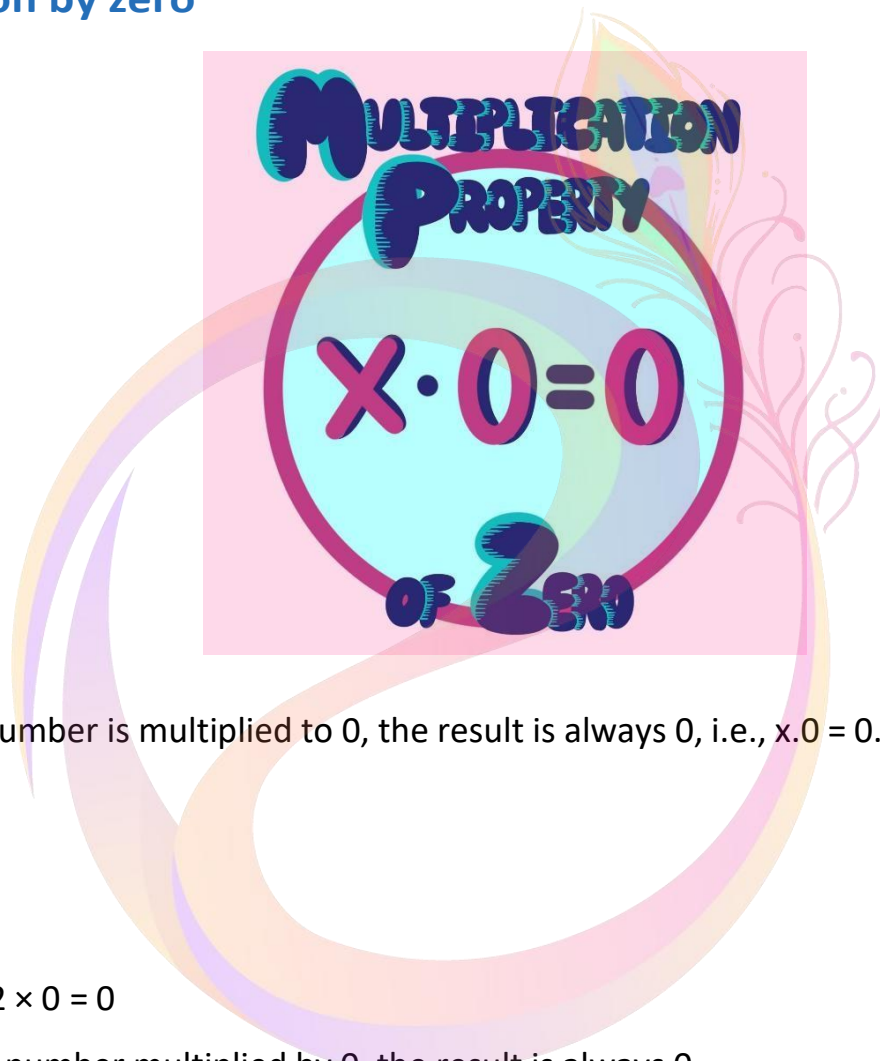 on by zero
MULTIPLICATION
PROPERTY
x·0=0
OF ZERO
number is multiplied to 0, the result is always 0, i.e., x.0 = 0.
2 × 0 = 0
number multiplied by 0, the result is always 0